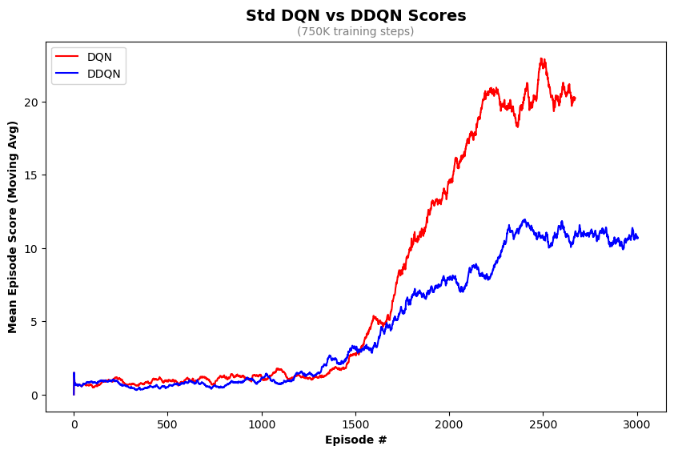 Std DQN vs DDQN Scores
(750K training steps)
DQN
DDQN
Mean Episode Score (Moving Avg)
20
15
10
5
0
0 500 1000 1500 2000 2500 3000
Episode #